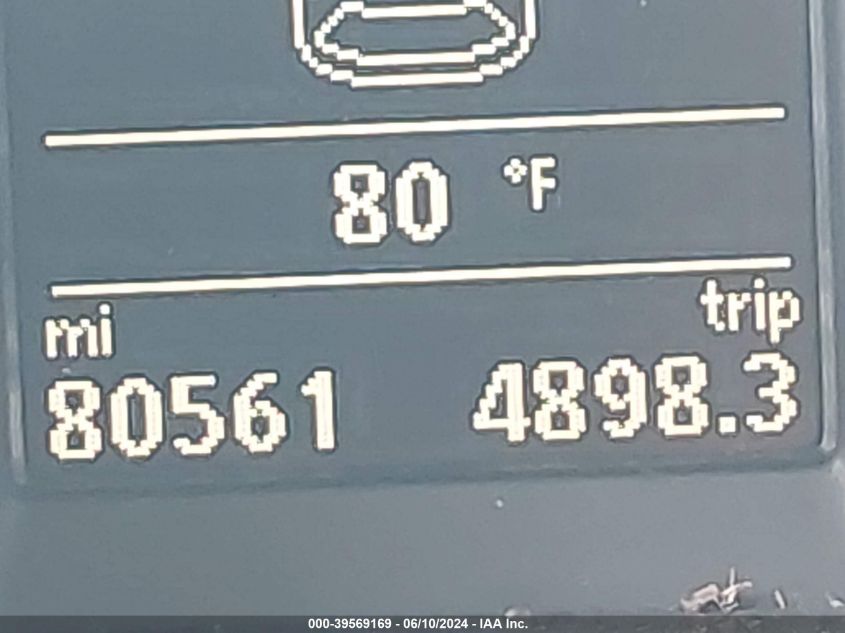 80 °F
mi trip
80561 4898.3
000-39569169 - 06/10/2024 - IAA Inc.